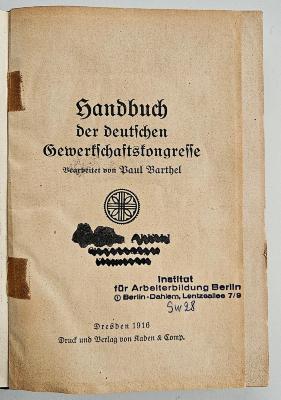 Handbuch
der deutschen
Gewerkschaftskongresse
Bearbeitet von Paul Barthel
Institut
für Arbeiterbildung Berlin
Berlin-Dahlem, Lentzeallee 7/9
Sw 28
Dresden 1916
Druck und Verlag von Kaden & Comp.